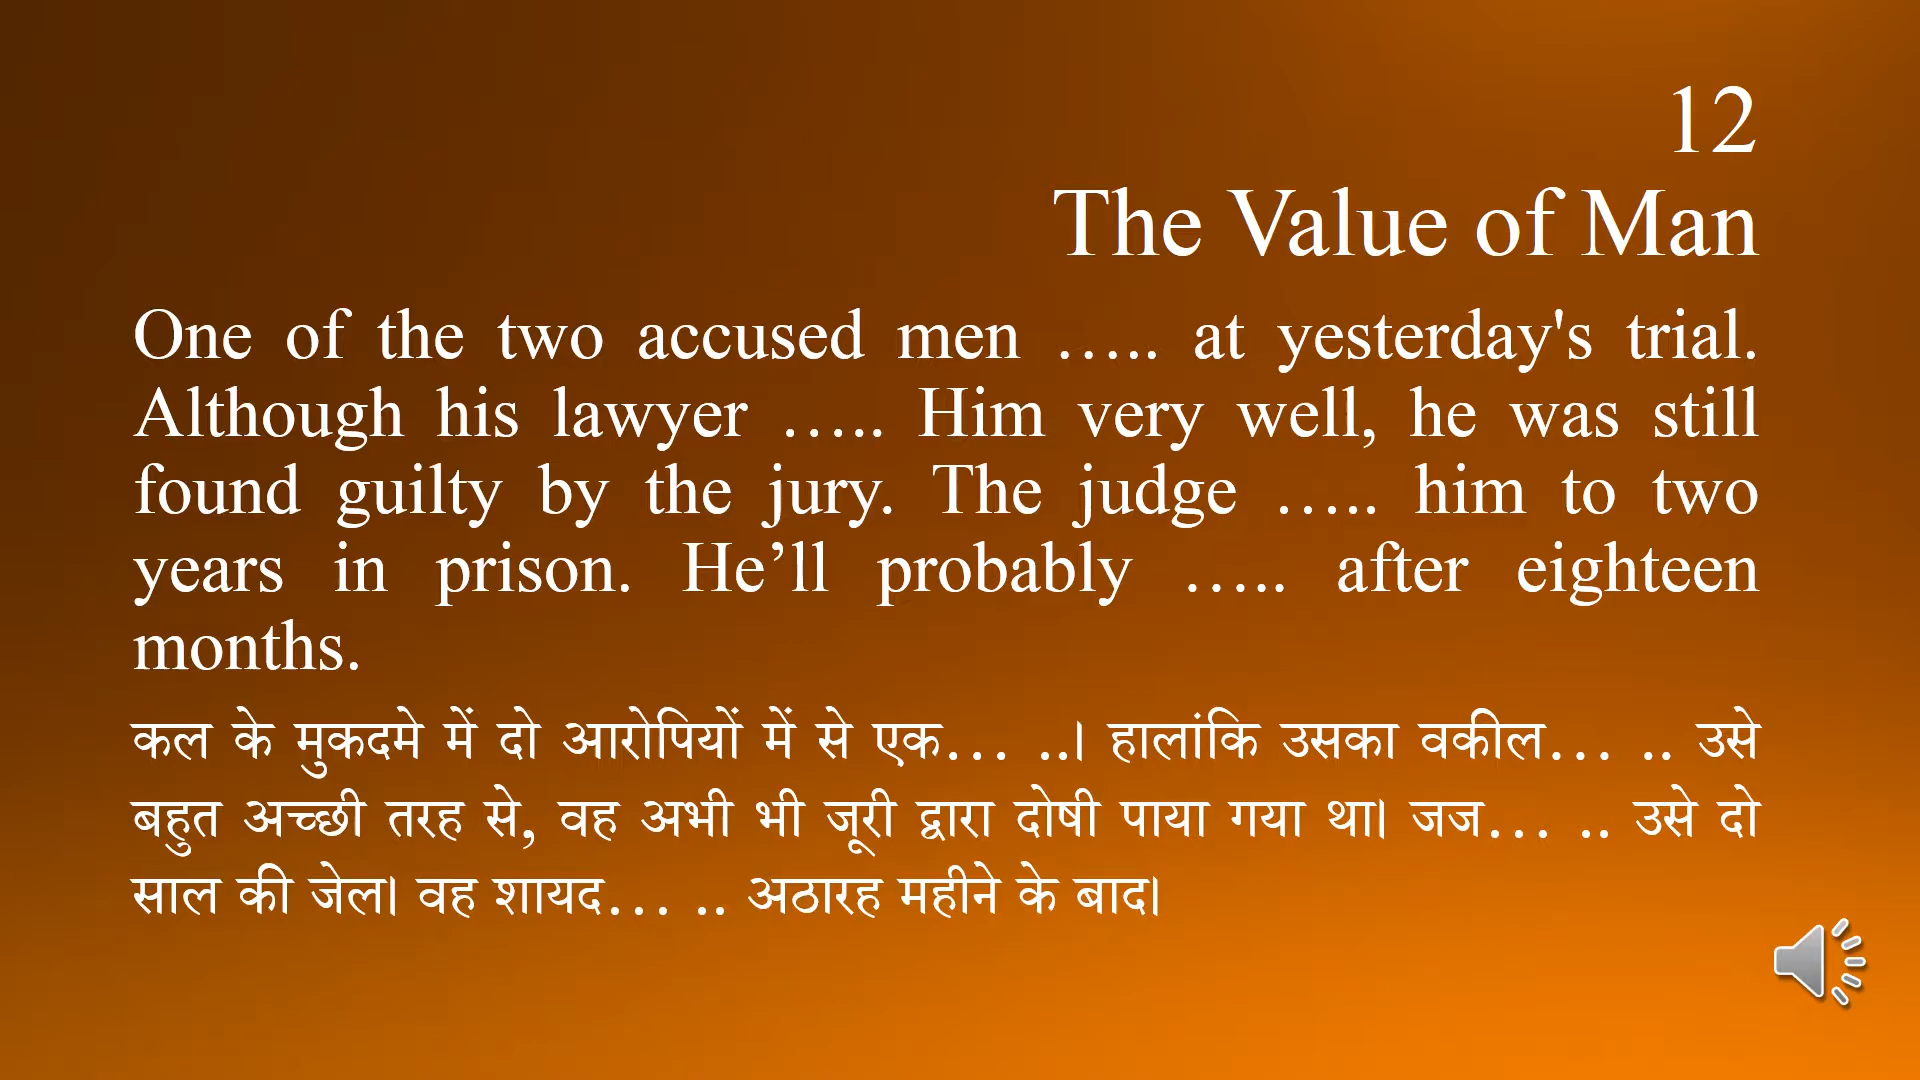 12
The Value of Man
One of the two accused men ….. at yesterday's trial.
Although his lawyer ….. Him very well, he was still
found guilty by the jury. The judge ….. him to two
years in prison. He’ll probably ….. after eighteen
months.
कल के मुकदमे में दो आरोपियों में से एक… ..। हालांकि उसका वकील… .. उसे
बहुत अच्छी तरह से, वह अभी भी जूरी द्वारा दोषी पाया गया था। जज… .. उसे दो
साल की जेल। वह शायद… .. अठारह महीने के बाद।